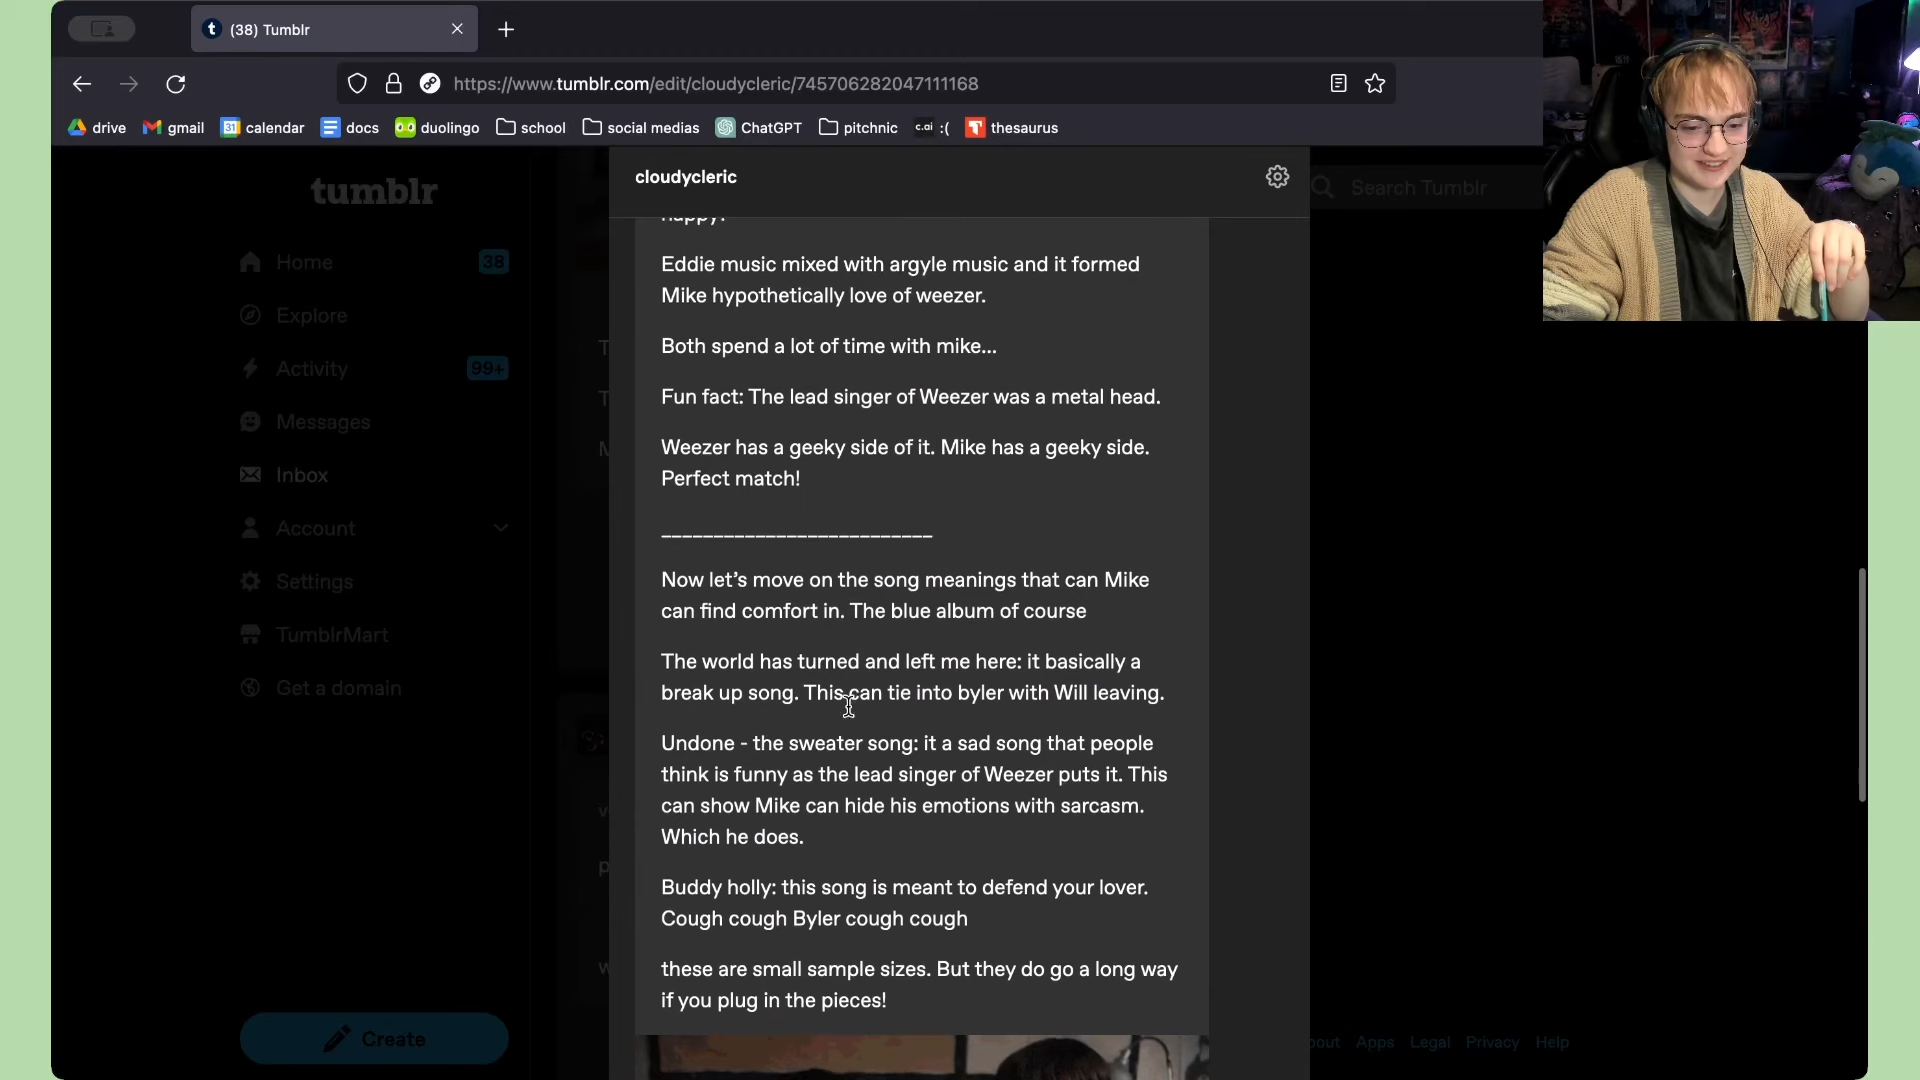 (38) Tumblr
https://www.tumblr.com/edit/cloudycleric/745706282047111168
drive gmail calendar docs duolingo school social medias ChatGPT pitchnic c.ai :( thesaurus
31
tumblr
cloudycleric
Search Tumblr
Home 38
Explore
Activity 99+
Messages
Inbox
Account
Settings
TumblrMart
Get a domain
Create
happy.
Eddie music mixed with argyle music and it formed
Mike hypothetically love of weezer.
Both spend a lot of time with mike...
Fun fact: The lead singer of Weezer was a metal head.
Weezer has a geeky side of it. Mike has a geeky side.
Perfect match!
__________________________
Now let’s move on the song meanings that can Mike
can find comfort in. The blue album of course
The world has turned and left me here: it basically a
break up song. This can tie into byler with Will leaving.
Undone - the sweater song: it a sad song that people
think is funny as the lead singer of Weezer puts it. This
can show Mike can hide his emotions with sarcasm.
Which he does.
Buddy holly: this song is meant to defend your lover.
Cough cough Byler cough cough
these are small sample sizes. But they do go a long way
if you plug in the pieces!
Apps Legal Privacy Help